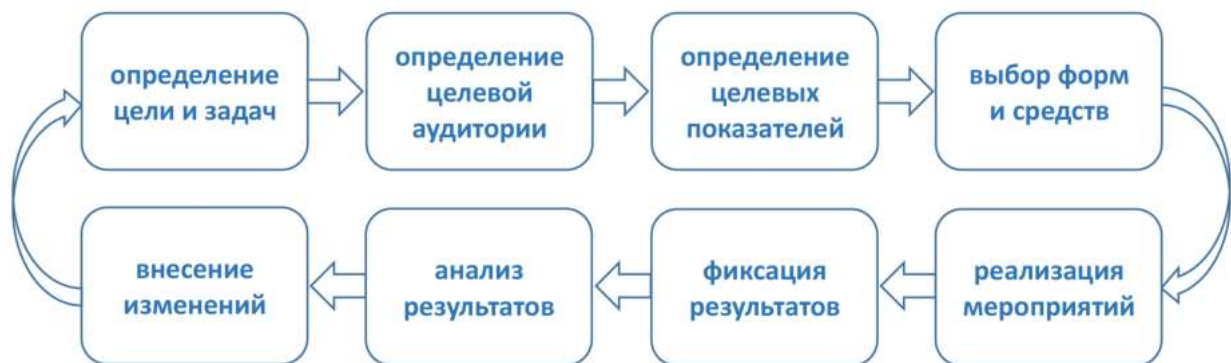 определение
цели и задач
определение
целевой
аудитории
определение
целевых
показателей
выбор форм
и средств
внесение
изменений
анализ
результатов
фиксация
результатов
реализация
мероприятий